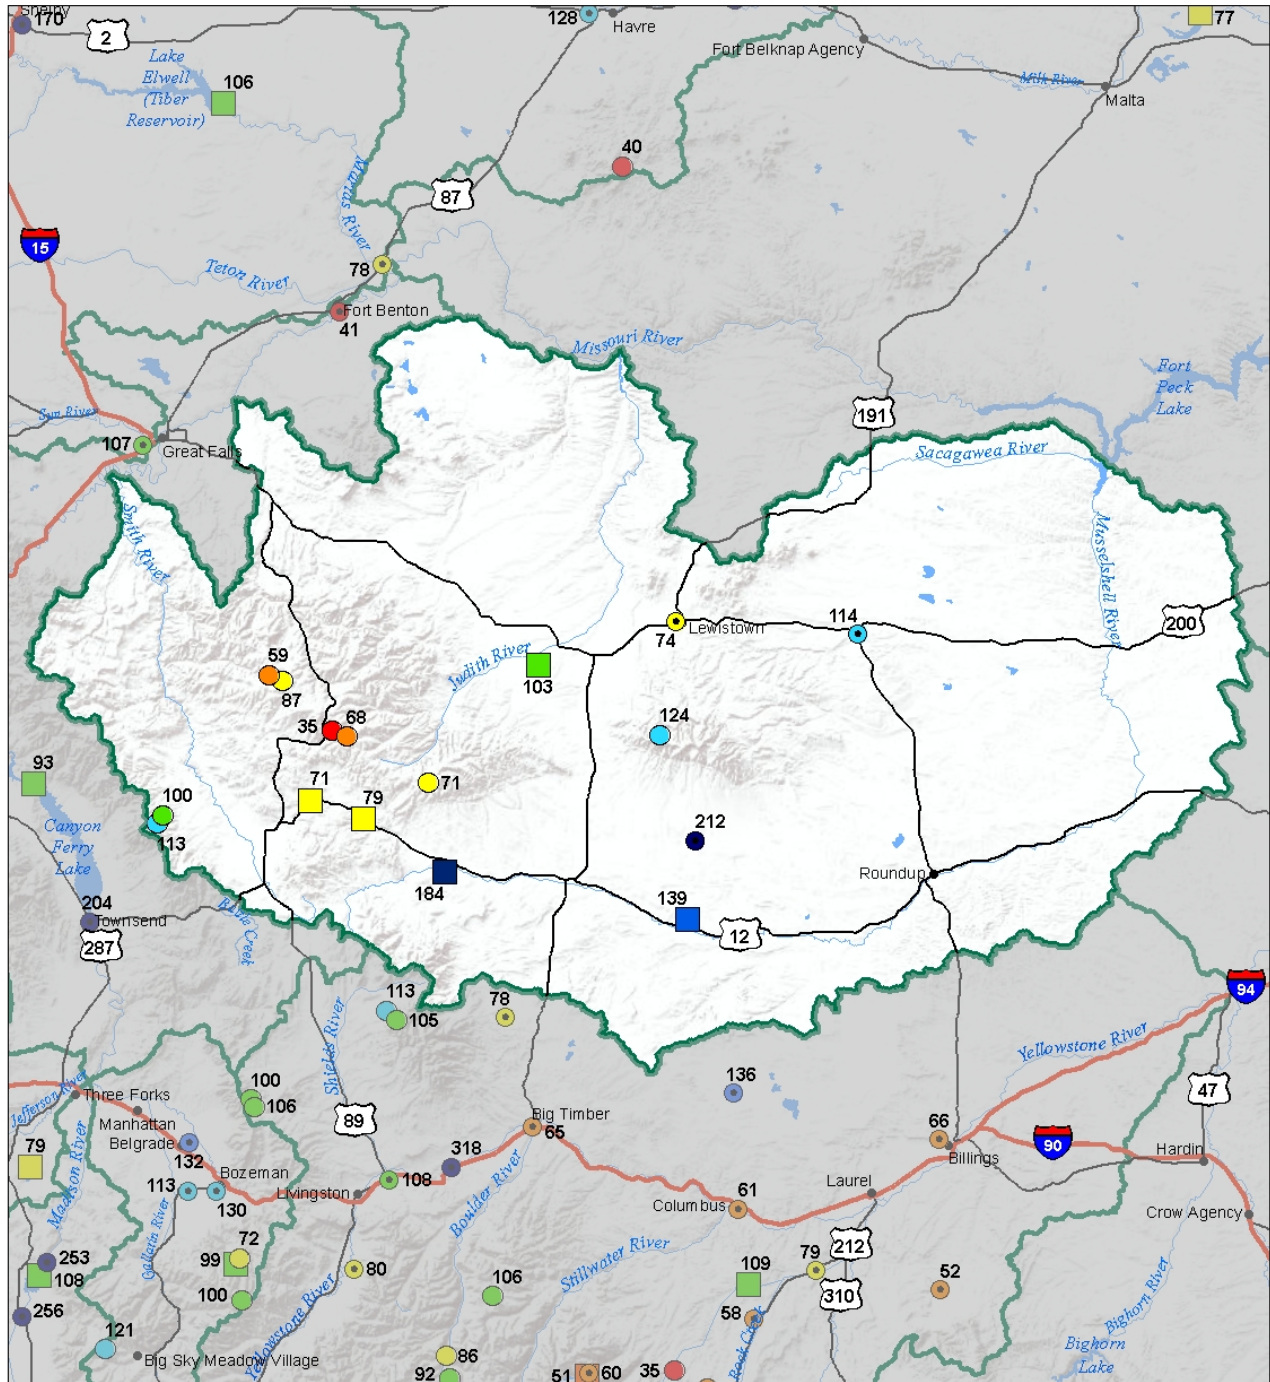 Shelby
170
2
128
Havre
77
Fort Belknap Agency
Lake
Elwell
(Tiber
Reservoir)
106
Milk River
Malta
40
Marias River
87
15
Teton River
78
Fort Benton
41
Missouri River
Fort
Peck
Lake
Sun River
191
107
Great Falls
Sacagawea River
Smith River
Musselshell River
114
200
74
Lewistown
59
87
Judith River
103
35
68
124
93
71
71
79
100
113
Canyon
Ferry
Lake
212
Roundup
184
204
Townsend
139
12
287
Battle Creek
94
113
105
78
Shields River
Yellowstone River
136
Jefferson River
Three Forks
100
106
47
Manhattan
Belgrade
89
Big Timber
65
66
90
Billings
Hardin
79
132
318
Madison River
113
130
Bozeman
Livingston
108
Boulder River
Laurel
61
Columbus
Crow Agency
Gallatin River
72
99
212
253
108
80
Stillwater River
109
79
52
100
106
310
256
58
Bighorn River
121
Big Sky Meadow Village
Yellowstone River
86
92
51
60
35
Rock Creek
Bighorn
Lake